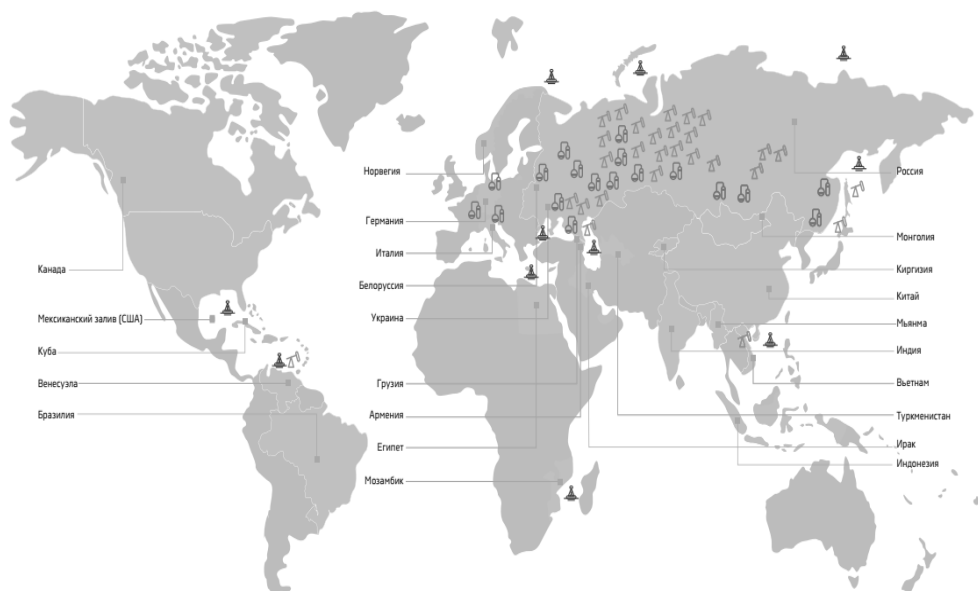 Канада
Мексиканский залив (США)
Куба
Венесуэла
Бразилия
Норвегия
Германия
Италия
Белоруссия
Украина
Грузия
Армения
Египет
Мозамбик
Россия
Монголия
Киргизия
Китай
Мьянма
Индия
Вьетнам
Туркменистан
Ирак
Индонезия